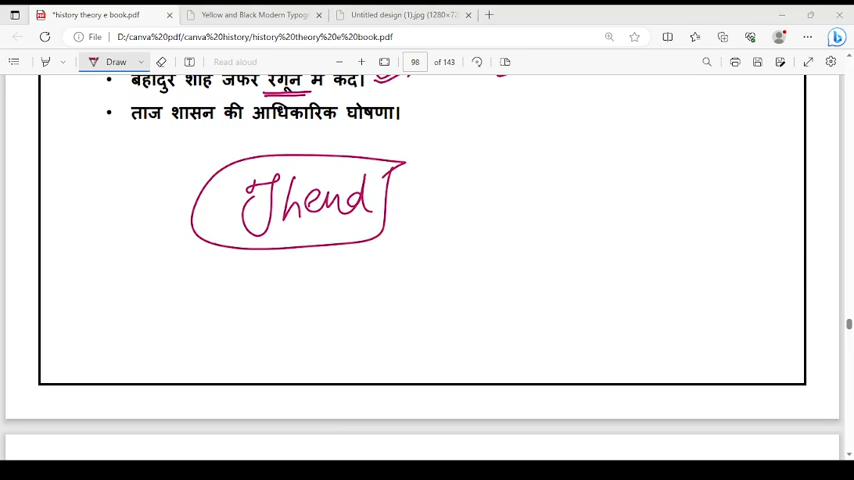 *history theory e book.pdf
Yellow and Black Modern Typogr
Untitled design (1).jpg (1280×72
File
D:/canva%20pdf/canva%20history/history%20theory%20e%20book.pdf
Draw
Read aloud
98 of 143
• बहादुर शाह जफर रंगून में कैद।
• ताज शासन की आधिकारिक घोषणा।
Thend